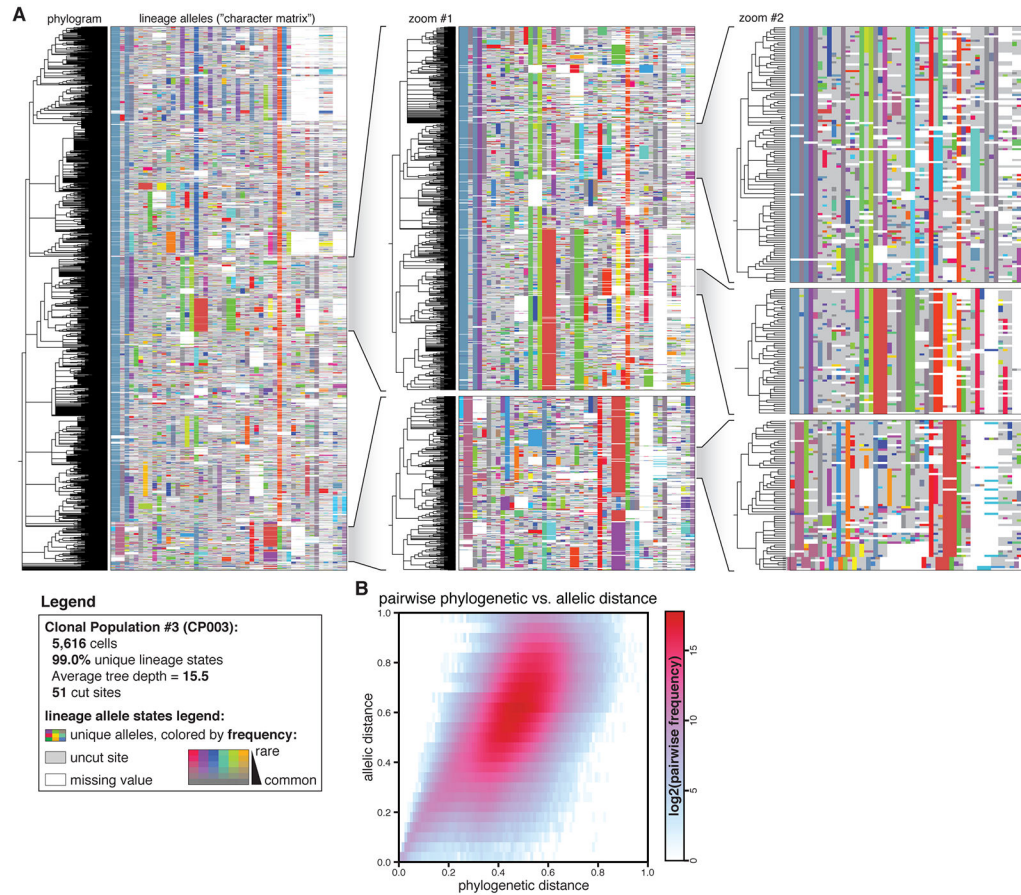 A
phylogram
lineage alleles ("character matrix")
zoom #1
zoom #2
Legend
Clonal Population #3 (CP003):
5,616 cells
99.0% unique lineage states
Average tree depth = 15.5
51 cut sites
lineage allele states legend:
unique alleles, colored by frequency:
uncut site
missing value
rare
common
B
pairwise phylogenetic vs. allelic distance
allelic distance
1.0
0.8
0.6
0.4
0.2
0.0
0.0 0.2 0.4 0.6 0.8 1.0
phylogenetic distance
log2(pairwise frequency)
15
10
5
0